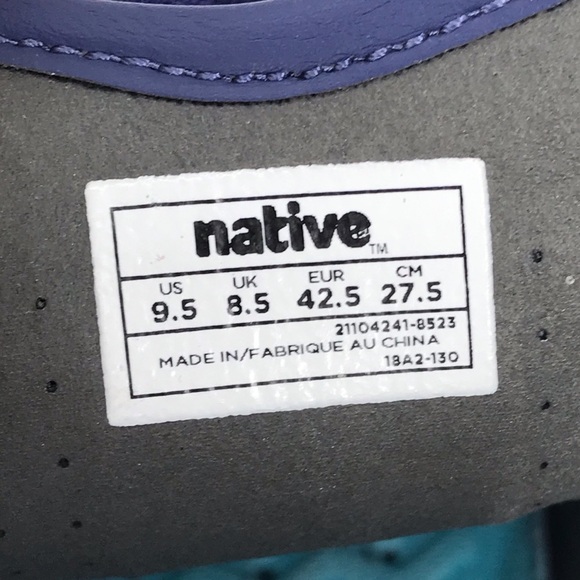 native™
US UK EUR CM
9.5 8.5 42.5 27.5
21104241-8523
MADE IN/FABRIQUE AU CHINA
18A2-130